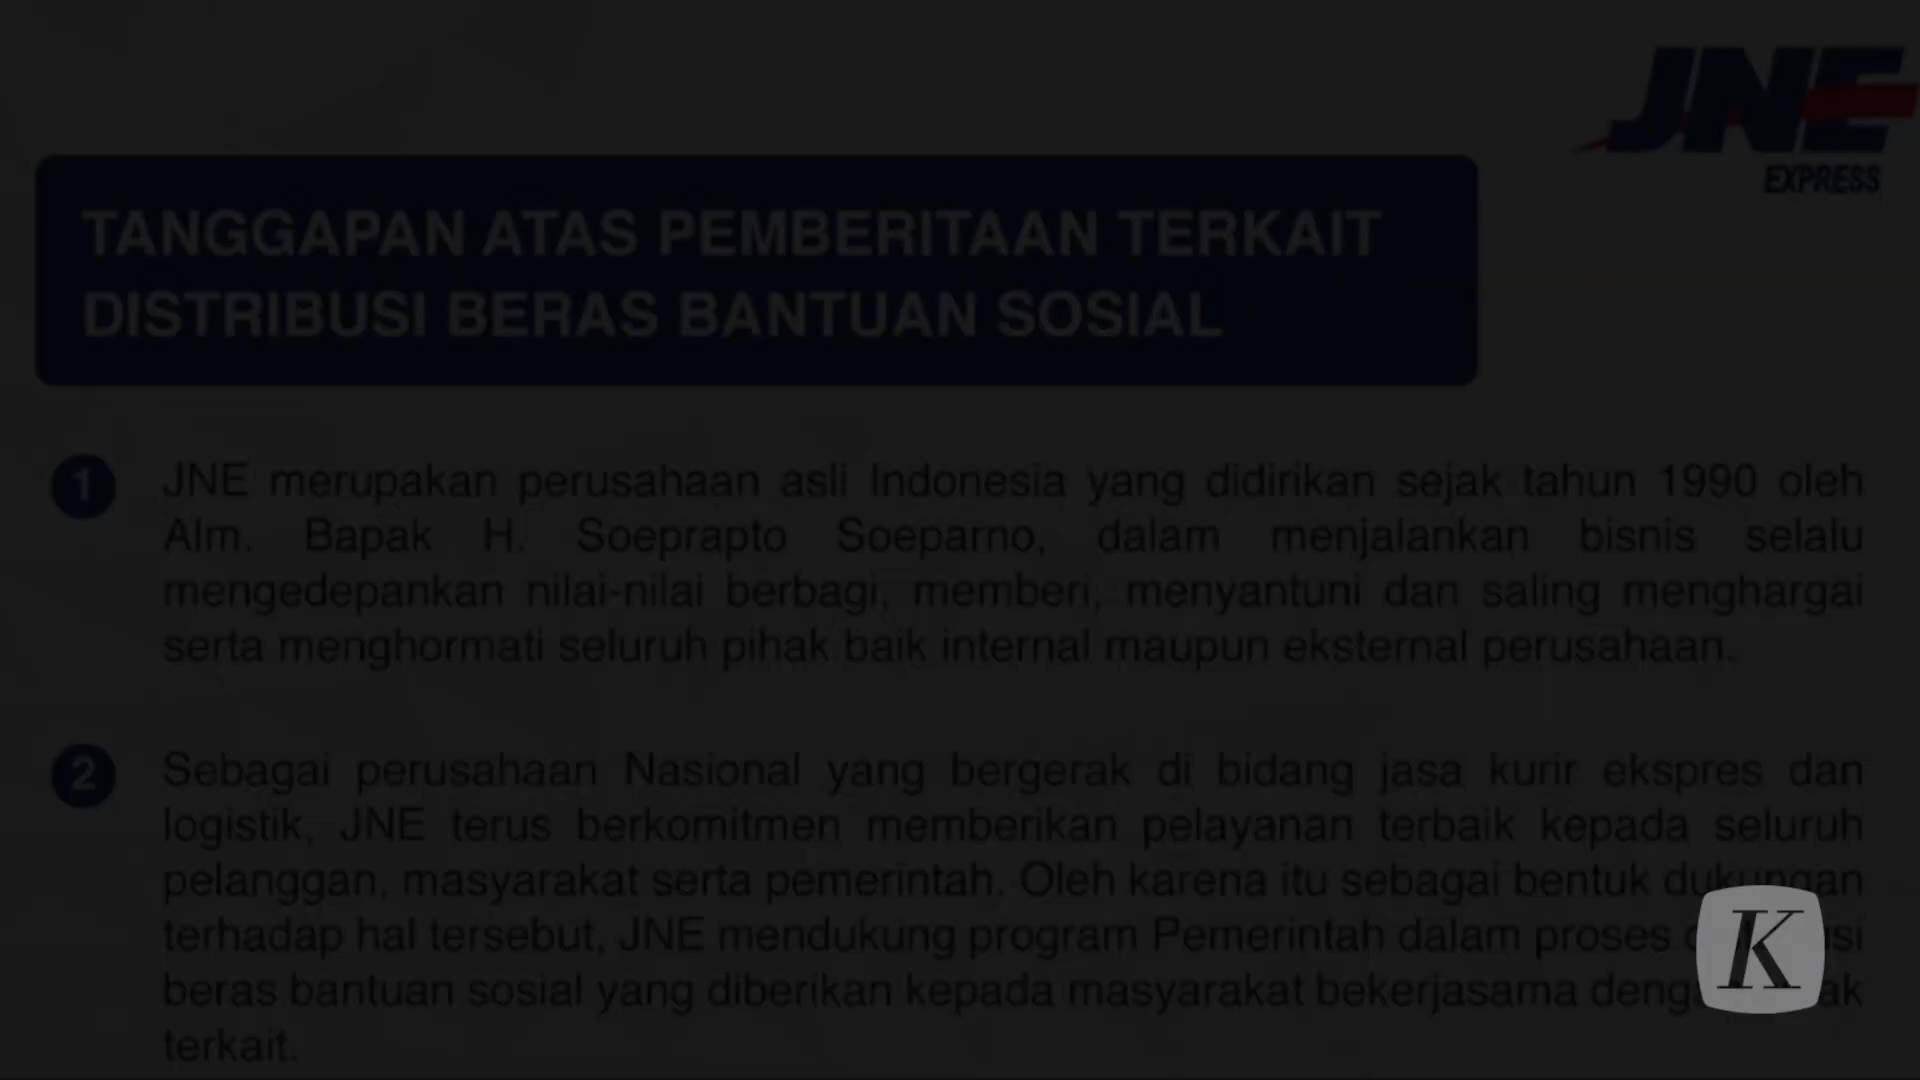 JNE
EXPRESS
TANGGAPAN ATAS PEMBERITAAN TERKAIT
DISTRIBUSI BERAS BANTUAN SOSIAL
1
JNE merupakan perusahaan asli Indonesia yang didirikan sejak tahun 1990 oleh
Alm. Bapak H. Soeprapto Soeparno, dalam menjalankan bisnis selalu
mengedepankan nilai-nilai berbagi, memberi, menyantuni dan saling menghargai
serta menghormati seluruh pihak baik internal maupun eksternal perusahaan.
2
Sebagai perusahaan Nasional yang bergerak di bidang jasa kurir ekspres dan
logistik, JNE terus berkomitmen memberikan pelayanan terbaik kepada seluruh
pelanggan, masyarakat serta pemerintah. Oleh karena itu sebagai bentuk dukungan
terhadap hal tersebut, JNE mendukung program Pemerintah dalam proses
beras bantuan sosial yang diberikan kepada masyarakat bekerjasama
terkait.
K